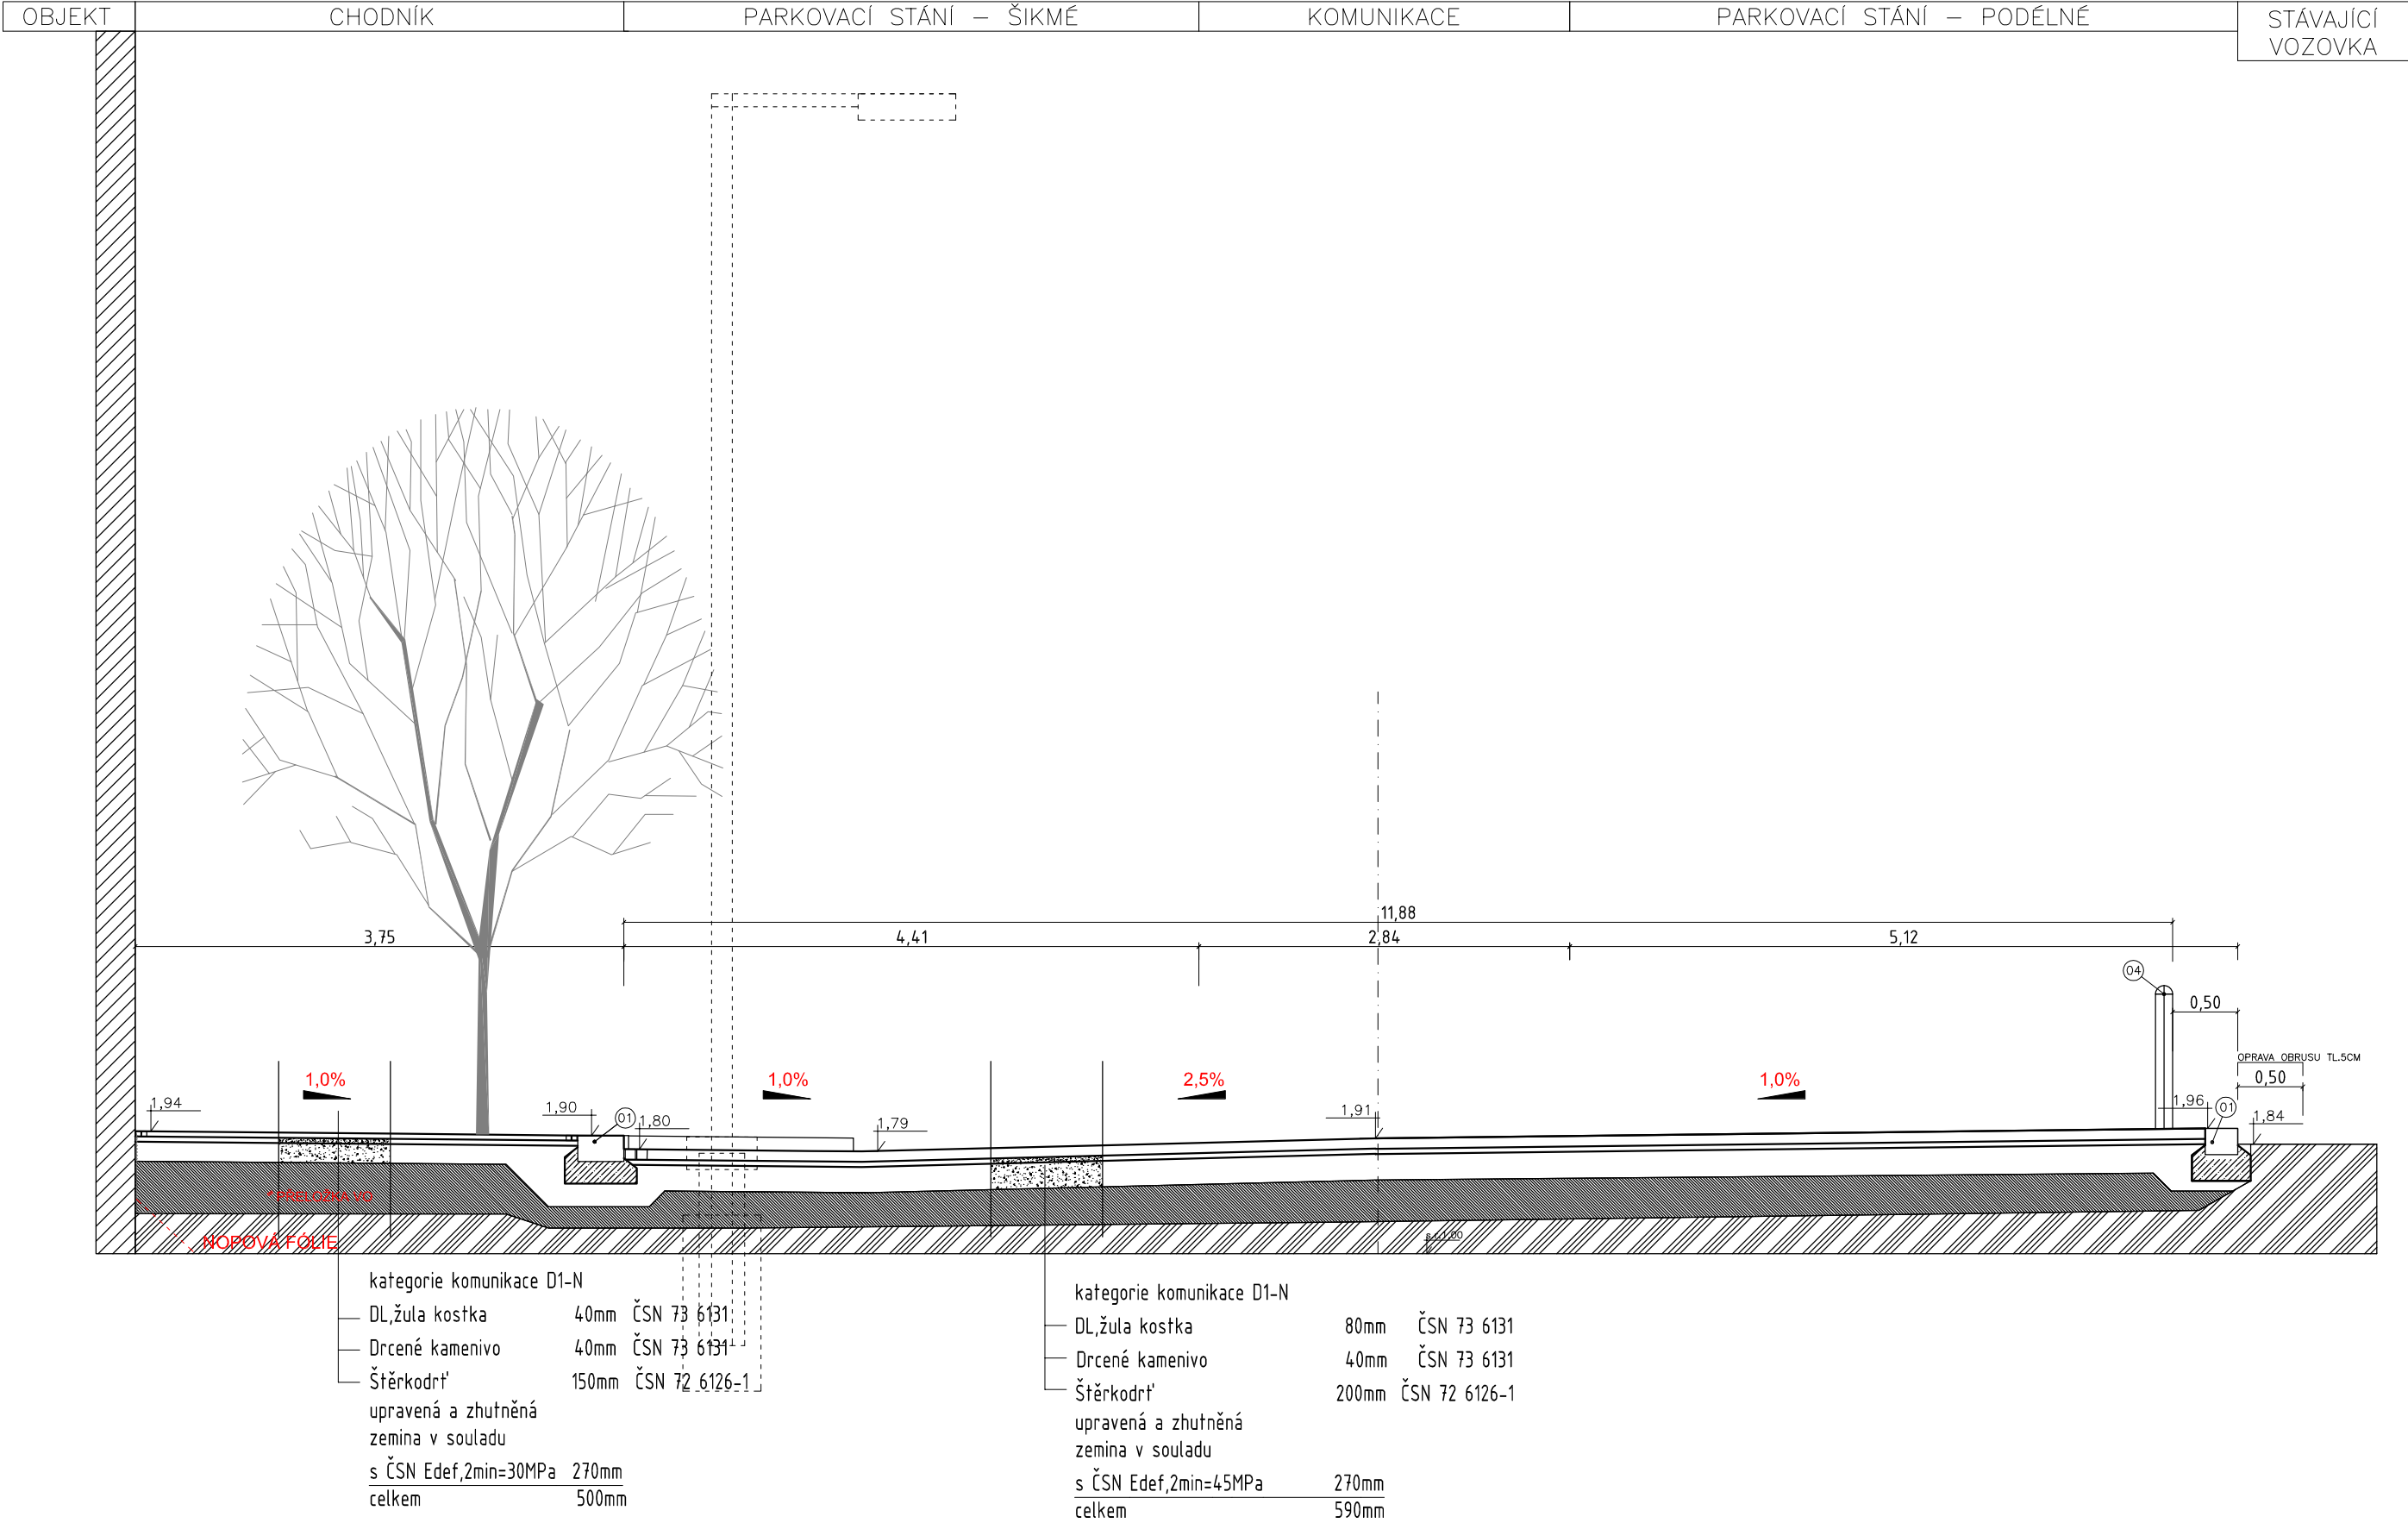 OBJEKT
CHODNÍK
PARKOVACÍ STÁNÍ – ŠIKMÉ
KOMUNIKACE
PARKOVACÍ STÁNÍ – PODÉLNÉ
STÁVAJÍCÍ
VOZOVKA
11,88
3,75
4,41
2,84
5,12
04
0,50
OPRAVA OBRUSU TL.5CM
0,50
1,0%
1,0%
2,5%
1,0%
1,94
1,90
01
1,80
1,79
1,91
1,96
01
1,84
* PŘELOŽKA VO
NOPOVÁ FÓLIE
kategorie komunikace D1-N
DL,žula kostka 40mm ČSN 73 6131
Drcené kamenivo 40mm ČSN 73 6131
Štěrkodrť 150mm ČSN 72 6126-1
upravená a zhutněná
zemina v souladu
s ČSN Edef,2min=30MPa 270mm
celkem 500mm
kategorie komunikace D1-N
DL,žula kostka 80mm ČSN 73 6131
Drcené kamenivo 40mm ČSN 73 6131
Štěrkodrť 200mm ČSN 72 6126-1
upravená a zhutněná
zemina v souladu
s ČSN Edef,2min=45MPa 270mm
celkem 590mm